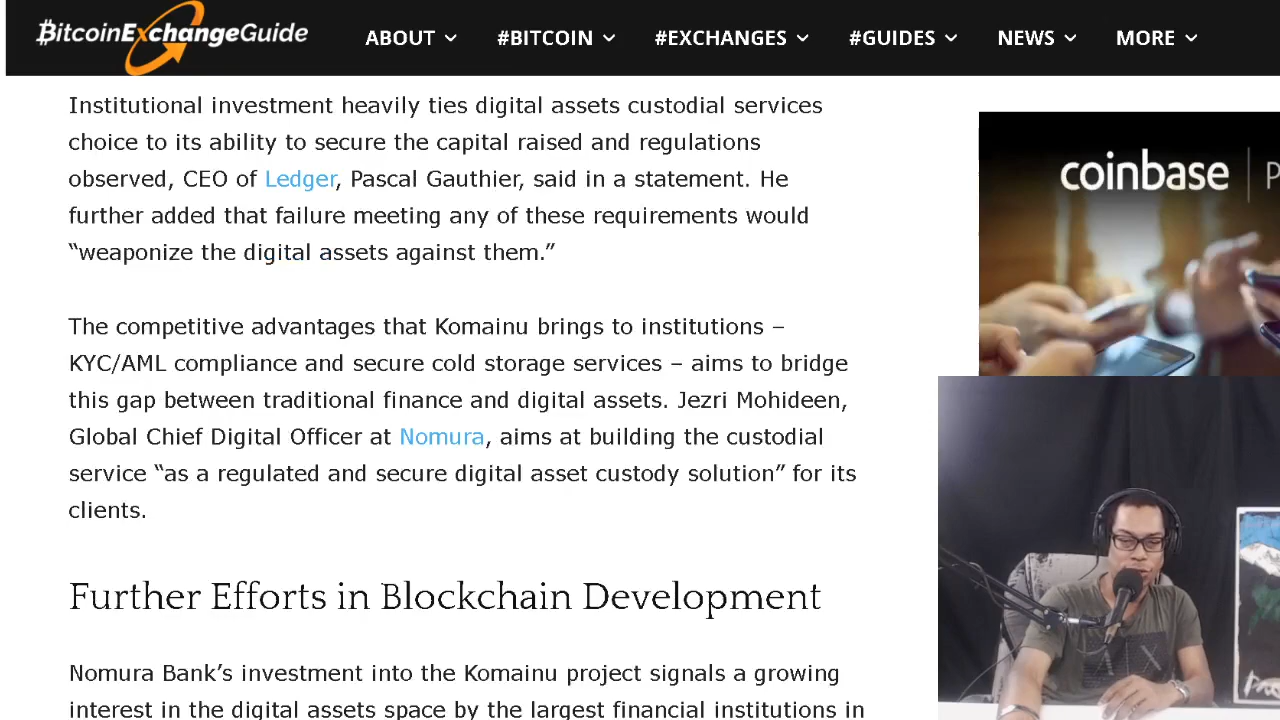 BitcoinExchangeGuide
ABOUT #BITCOIN #EXCHANGES #GUIDES NEWS MORE
Institutional investment heavily ties digital assets custodial services
choice to its ability to secure the capital raised and regulations
observed, CEO of Ledger, Pascal Gauthier, said in a statement. He
further added that failure meeting any of these requirements would
“weaponize the digital assets against them.”
The competitive advantages that Komainu brings to institutions –
KYC/AML compliance and secure cold storage services – aims to bridge
this gap between traditional finance and digital assets. Jezri Mohideen,
Global Chief Digital Officer at Nomura, aims at building the custodial
service “as a regulated and secure digital asset custody solution” for its
clients.
Further Efforts in Blockchain Development
Nomura Bank’s investment into the Komainu project signals a growing
interest in the digital assets space by the largest financial institutions in
coinbase